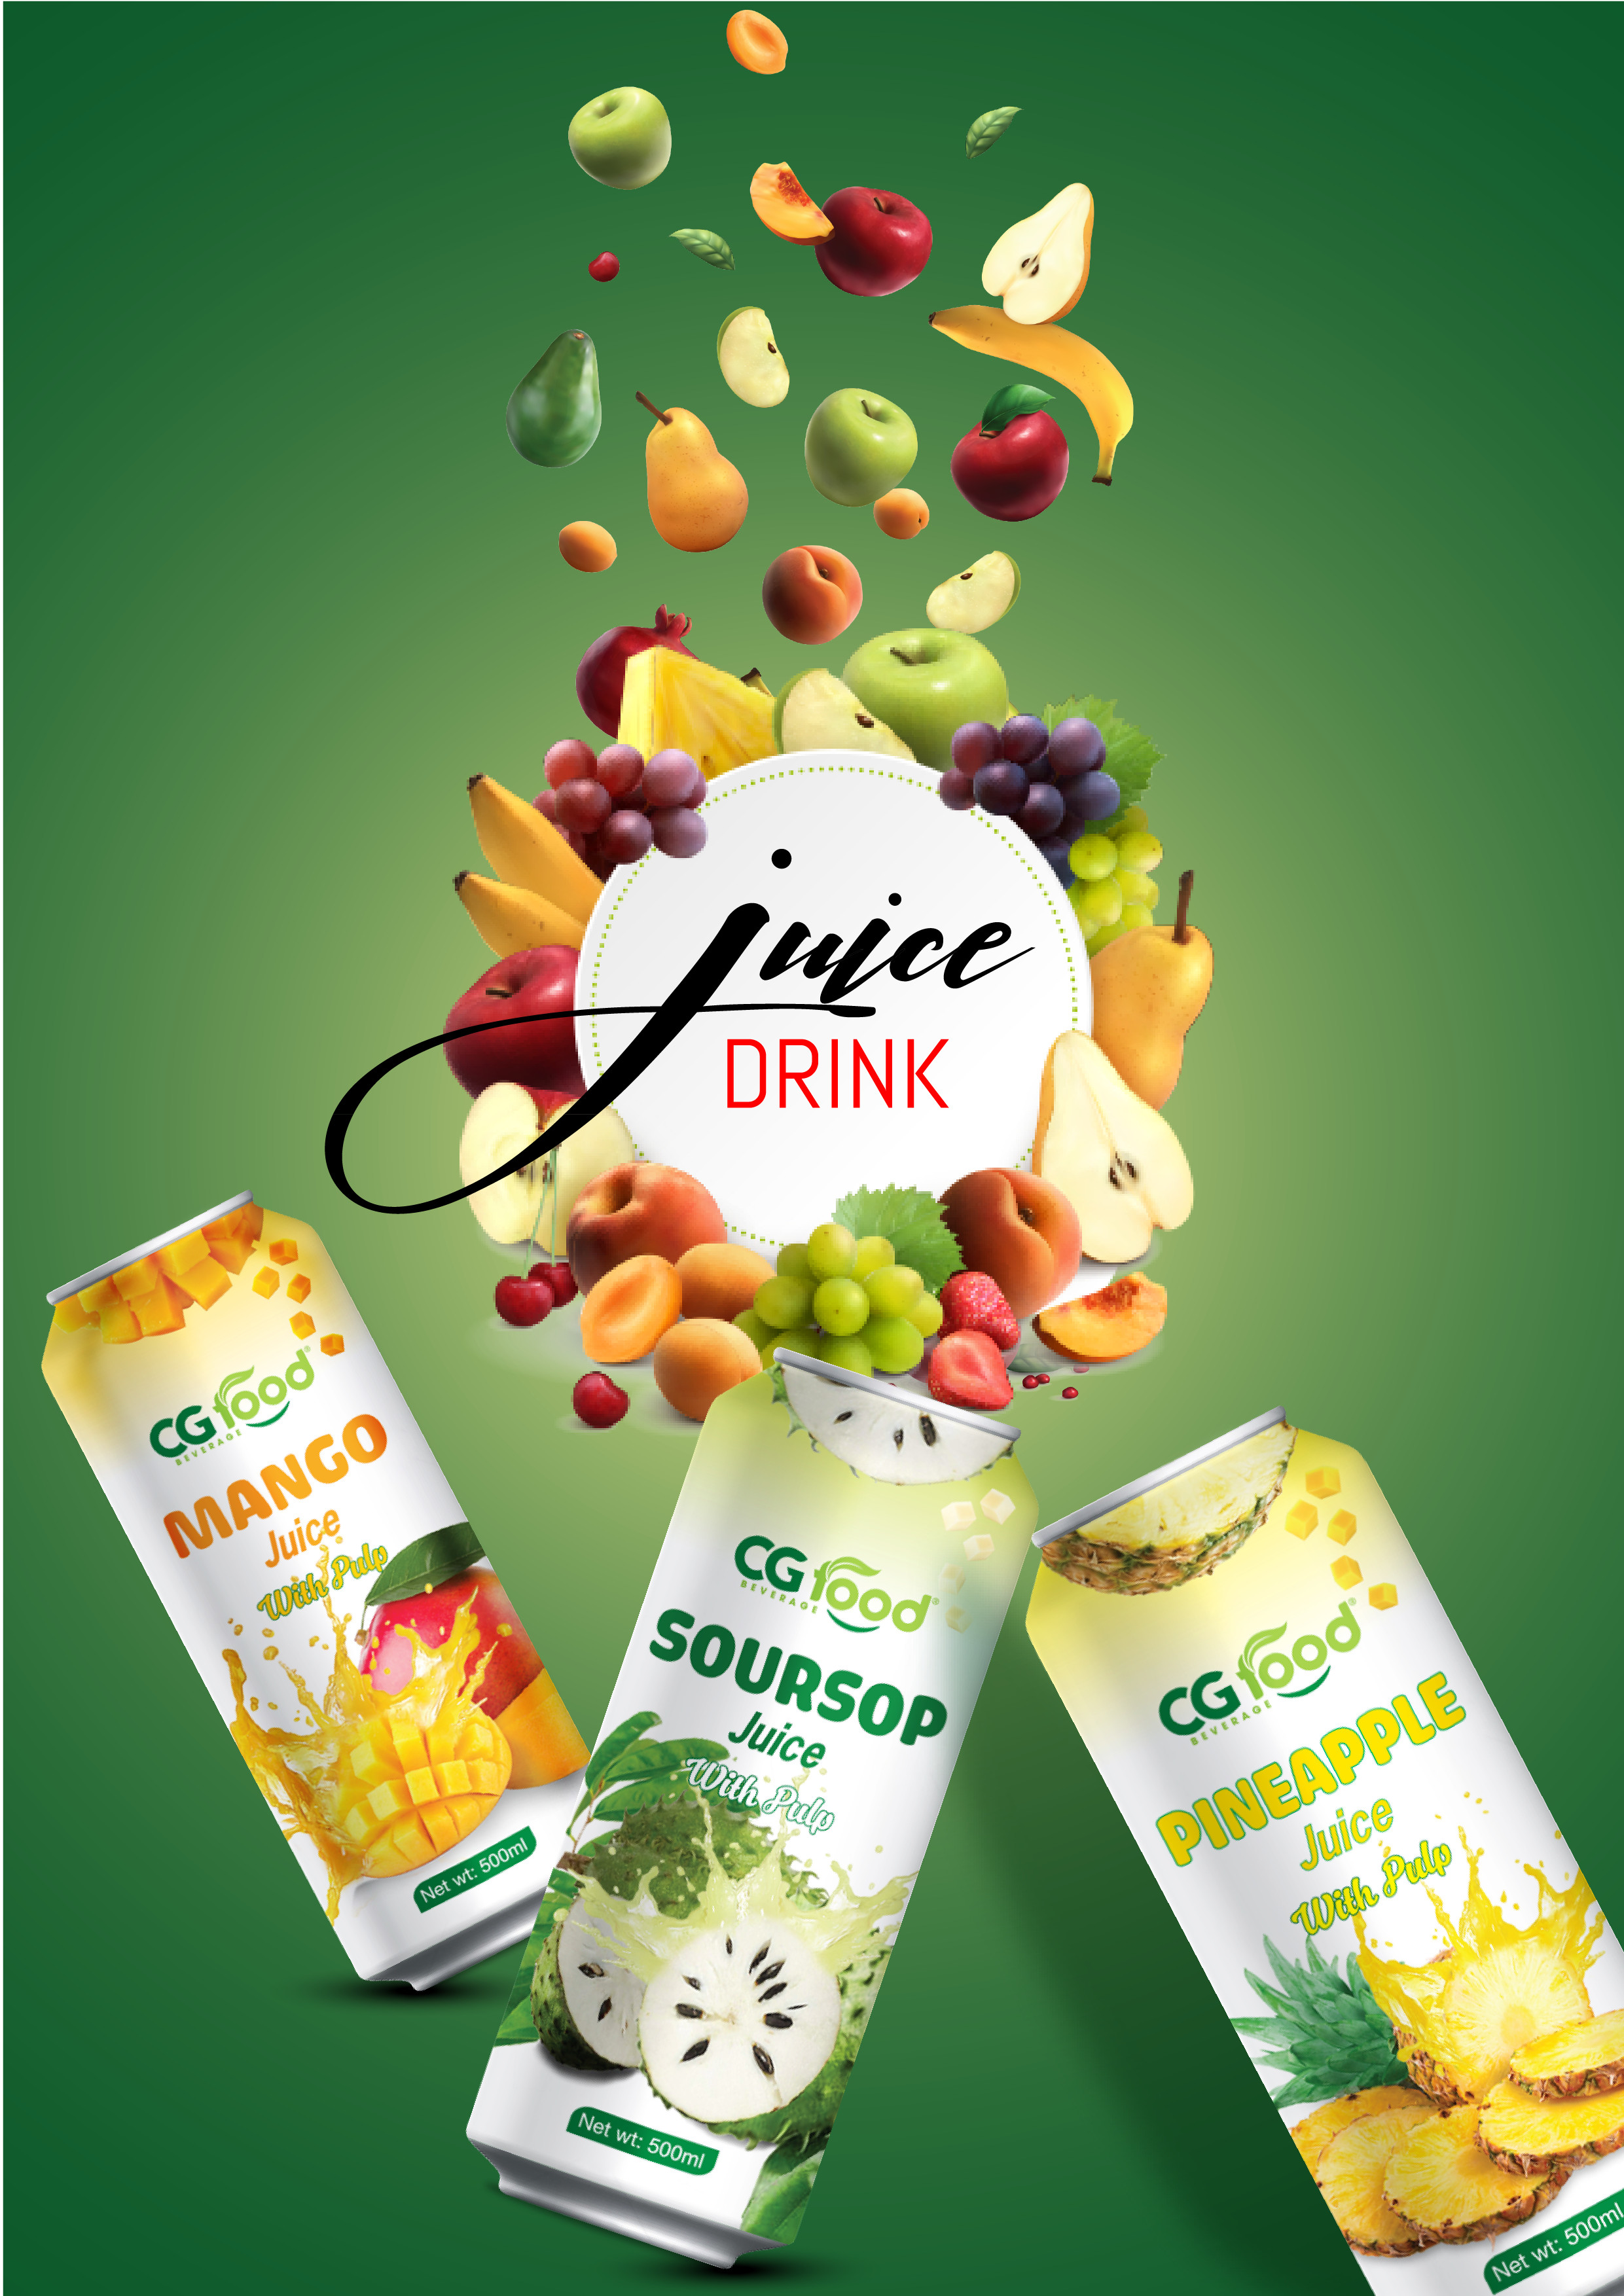 juice
DRINK
CG food®
BEVERAGE
MANGO
Juice
With Pulp
Net wt: 500ml
CG food®
BEVERAGE
SOURSOP
Juice
With Pulp
Net wt: 500ml
CG food®
BEVERAGE
PINEAPPLE
Juice
With Pulp
Net wt: 500ml